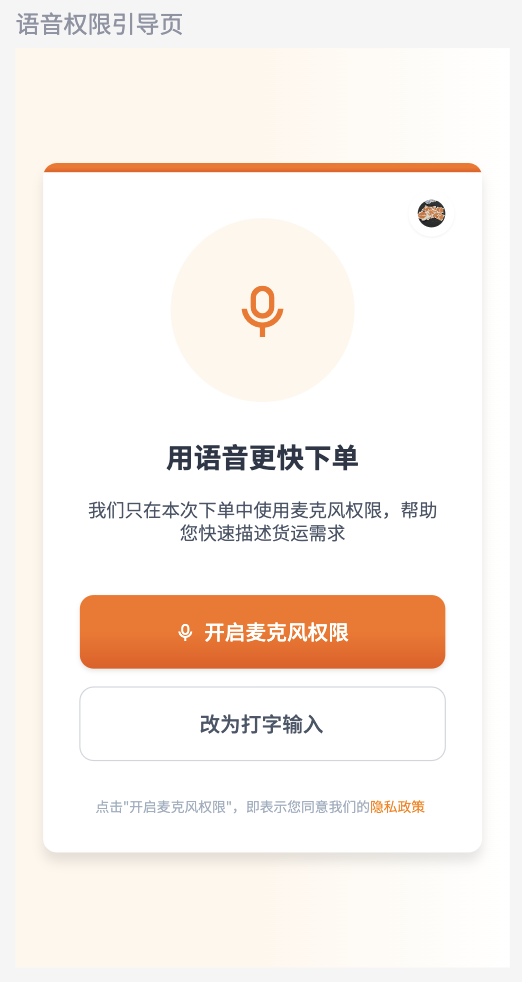 语音权限引导页
用语音更快下单
我们只在本次下单中使用麦克风权限，帮助
您快速描述货运需求
开启麦克风权限
改为打字输入
点击"开启麦克风权限"，即表示您同意我们的隐私政策